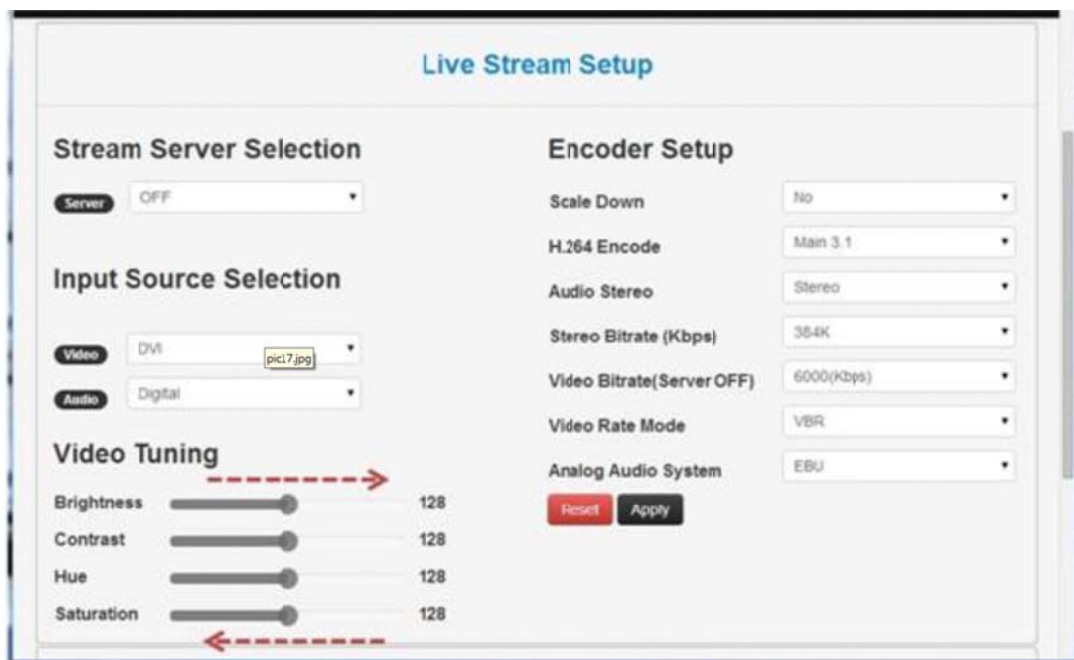 Live Stream Setup
Stream Server Selection
Server OFF
Input Source Selection
Video DVI
pic17.jpg
Audio Digital
Video Tuning
Brightness 128
Contrast 128
Hue 128
Saturation 128
Encoder Setup
Scale Down No
H.264 Encode Main 3.1
Audio Stereo Stereo
Stereo Bitrate (Kbps) 384K
Video Bitrate(Server OFF) 6000(Kbps)
Video Rate Mode VBR
Analog Audio System EBU
Reset Apply